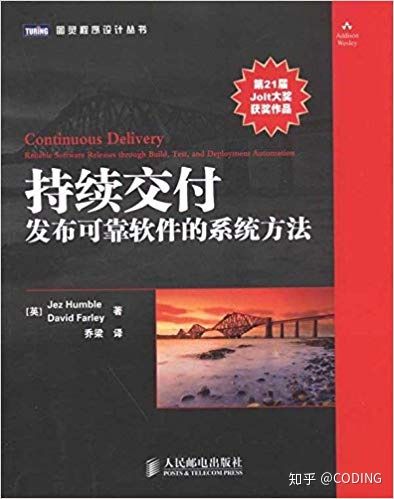 TURING
图灵程序设计丛书
Addison
Wesley
第21届
Jolt大奖
获奖作品
Continuous Delivery
Reliable Software Releases through Build, Test, and Deployment Automation
持续交付
发布可靠软件的系统方法
[英] Jez Humble
David Farley 著
乔梁 译
人民邮电出版社
POSTS & TELECOM PRESS
知乎 @CODING